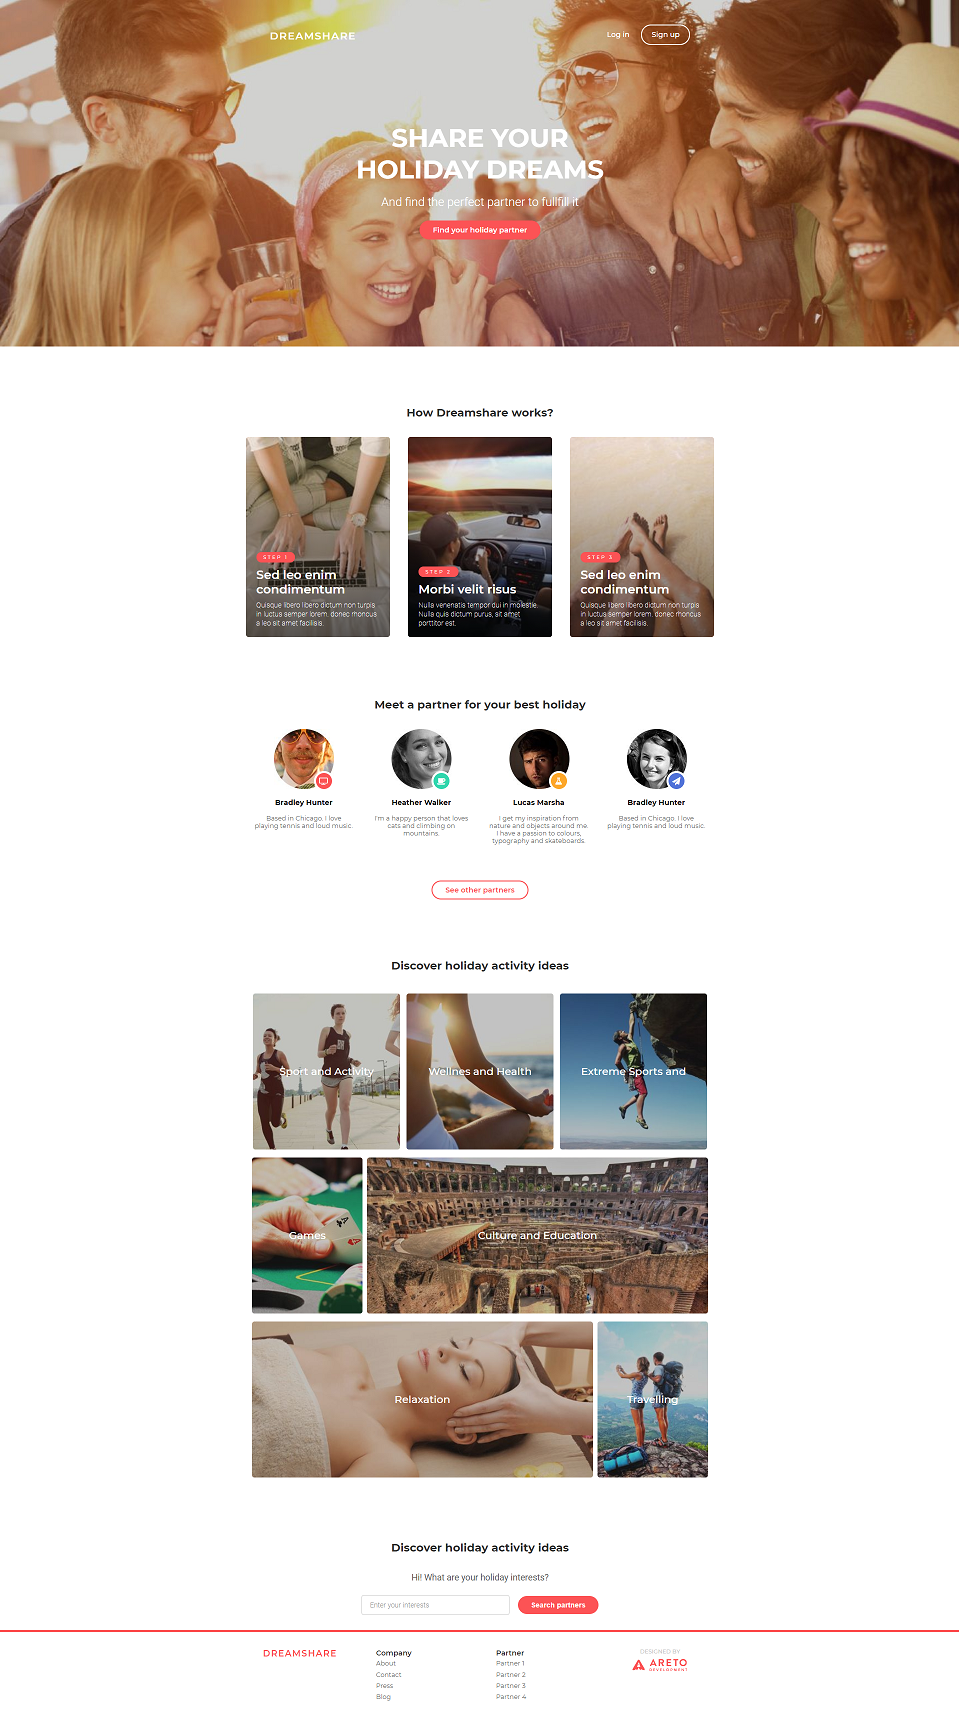 DREAMSHARE
Log in
Sign up
SHARE YOUR
HOLIDAY DREAMS
And find the perfect partner to fullfill it
Find your holiday partner
How Dreamshare works?
STEP 1
Sed leo enim
condimentum
Quisque libero libero dictum non turpis
in luctus semper lorem, donec rhoncus
a leo sit amet facilisis.
STEP 2
Morbi velit risus
Nulla venenatis tempor dui in molestie.
Nulla quis dictum purus, sit amet
porttitor est.
STEP 3
Sed leo enim
condimentum
Quisque libero libero dictum non turpis
in luctus semper lorem, donec rhoncus
a leo sit amet facilisis.
Meet a partner for your best holiday
Bradley Hunter
Based in Chicago. I love
playing tennis and loud music.
Heather Walker
I'm a happy person that loves
cats and climbing on
mountains.
Lucas Marsha
I get my inspiration from
nature and objects around me.
I have a passion to colours,
typography and skateboards.
Bradley Hunter
Based in Chicago. I love
playing tennis and loud music.
See other partners
Discover holiday activity ideas
Sport and Activity
Wellnes and Health
Extreme Sports and
Games
Culture and Education
Relaxation
Travelling
Discover holiday activity ideas
Hi! What are your holiday interests?
Enter your interests
Search partners
DREAMSHARE
Company
About
Contact
Press
Blog
Partner
Partner 1
Partner 2
Partner 3
Partner 4
DESIGNED BY
ARETO
DEVELOPMENT